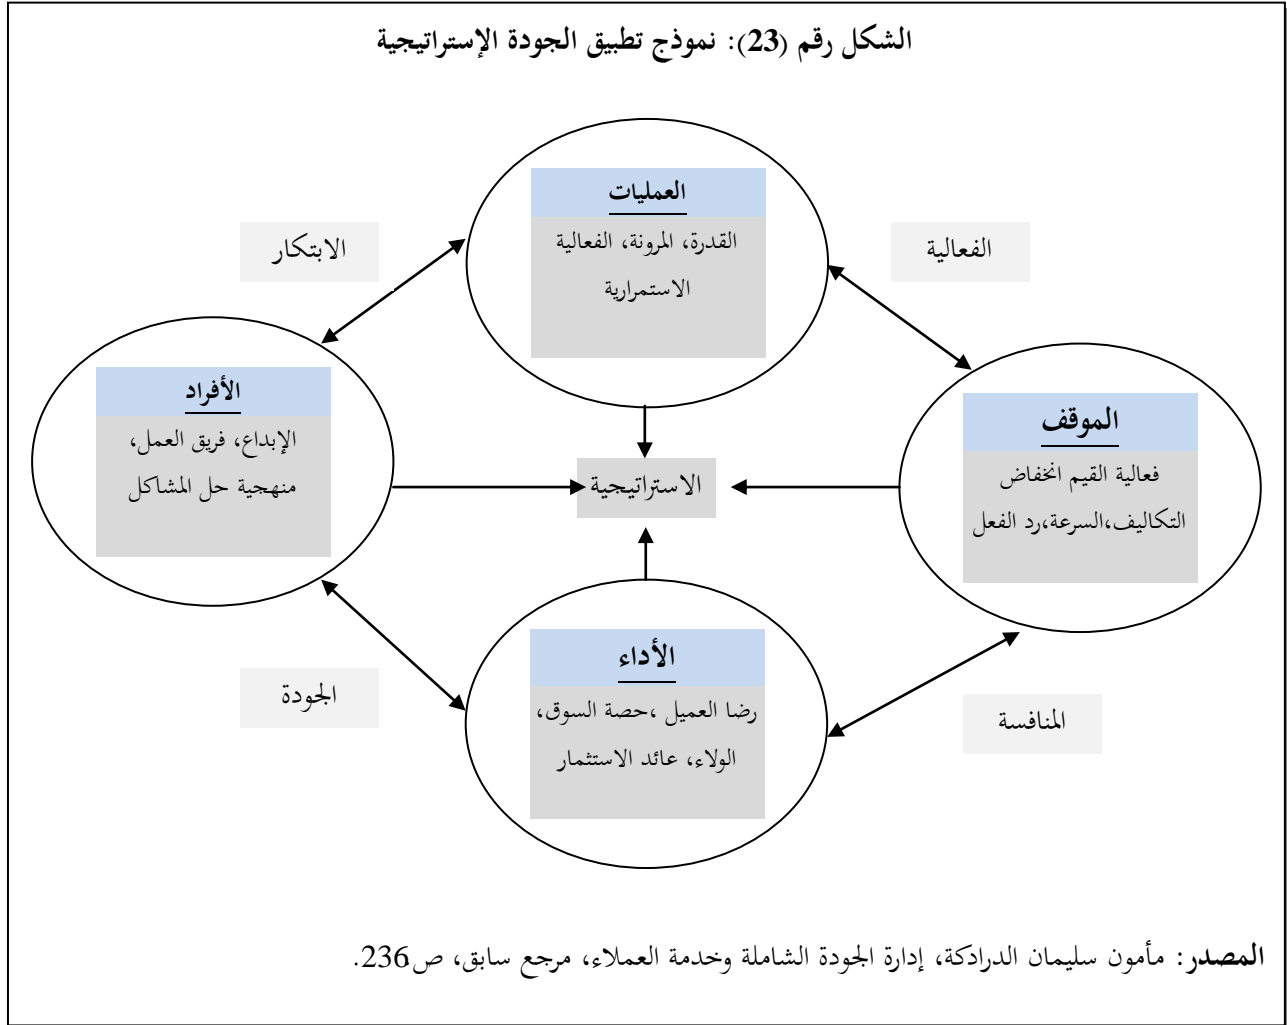 الشكل رقم (23): نموذج تطبيق الجودة الإستراتيجية
العمليات
القدرة، المرونة، الفعالية
الاستمرارية
الفعالية
الابتكار
الموقف
فعالية القيم انخفاض
التكاليف،السرعة،رد الفعل
الاستراتيجية
الأفراد
الإبداع، فريق العمل،
منهجية حل المشاكل
المنافسة
الأداء
رضا العميل ،حصة السوق،
الولاء، عائد الاستثمار
الجودة
المصدر: مأمون سليمان الدرادكة، إدارة الجودة الشاملة وخدمة العملاء، مرجع سابق، ص236.